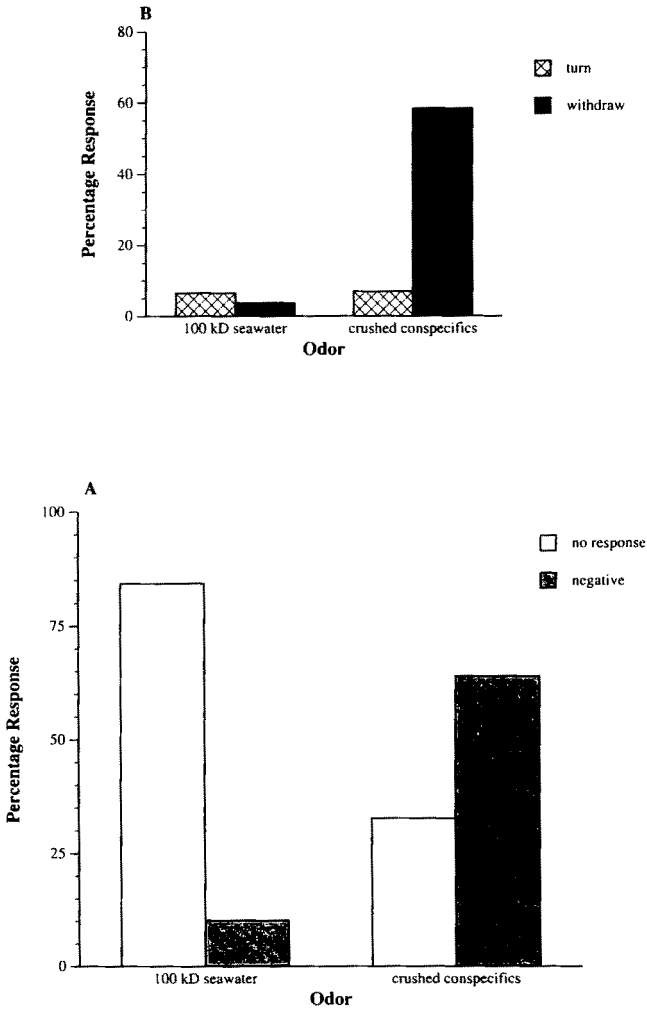 B
80
60
40
20
0
Percentage Response
turn
withdraw
100 kD seawater
crushed conspecifics
Odor
A
100
75
50
25
0
Percentage Response
no response
negative
100 kD seawater
crushed conspecifics
Odor